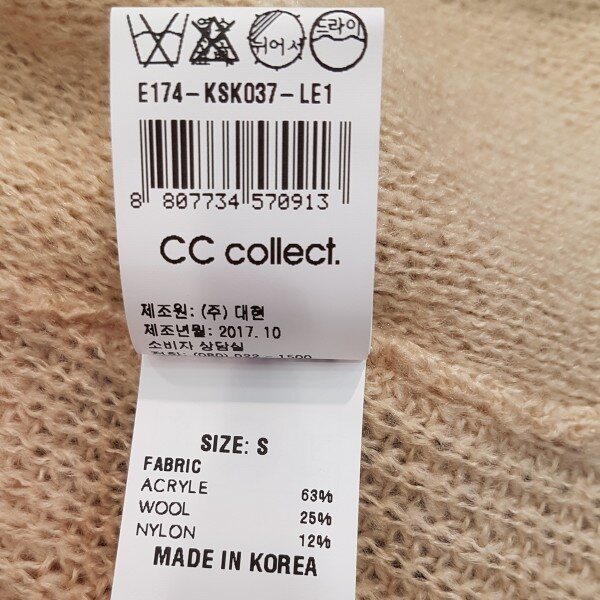 뉘어서 드라이
E174-KSK037-LE1
8 807734 570913
CC collect.
제조원: (주) 대현
제조년월: 2017.10
소비자 상담실
SIZE: S
FABRIC
ACRYLE 63%
WOOL 25%
NYLON 12%
MADE IN KOREA